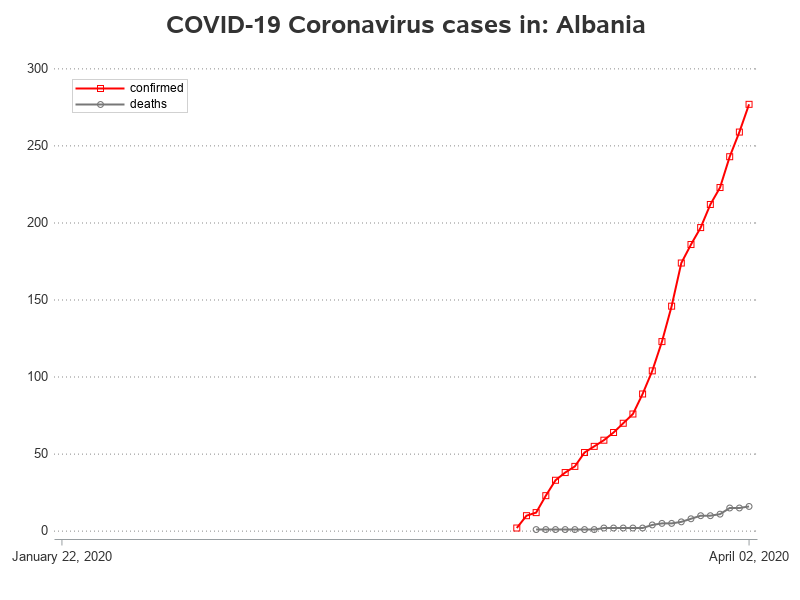 COVID-19 Coronavirus cases in: Albania
300
confirmed
deaths
250
200
150
100
50
0
January 22, 2020
April 02, 2020